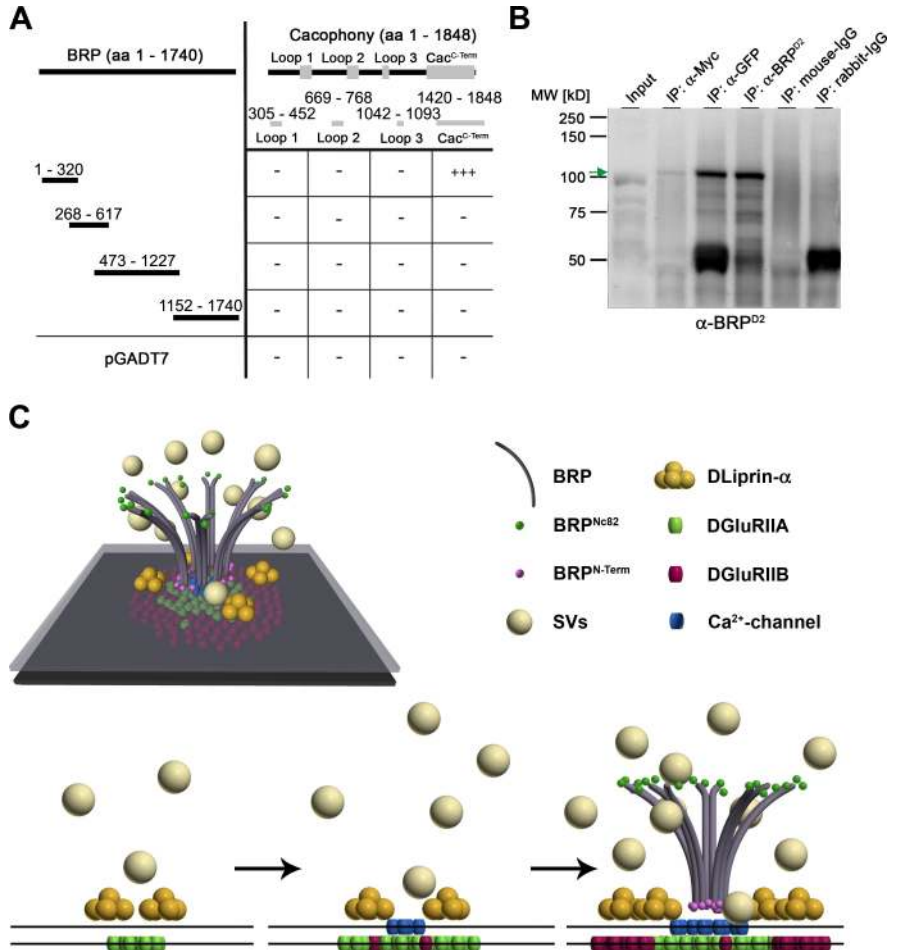 A
BRP (aa 1 - 1740)
Cacophony (aa 1 - 1848)
Loop 1 Loop 2 Loop 3 Cac^C-Term
669 - 768 1420 - 1848
305 - 452 1042 - 1093
Loop 1 Loop 2 Loop 3 Cac^C-Term
1 - 320 - - - +++
268 - 617 - - - -
473 - 1227 - - - -
1152 - 1740 - - - -
pGADT7 - - - -
B
Input IP: α-Myc IP: α-GFP IP: α-BRP^D2 IP: mouse-IgG IP: rabbit-IgG
MW [kD]
250
150
100
75
50
α-BRP^D2
C
BRP
DLiprin-α
BRP^Nc82
DGluRIIA
BRP^N-Term
DGluRIIB
SVs
Ca²⁺-channel